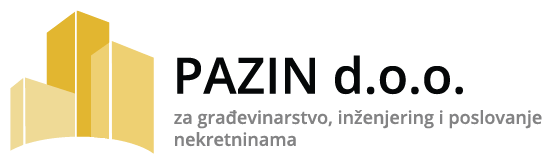 PAZIN d.o.o.
za građevinarstvo, inženjering i poslovanje
nekretninama